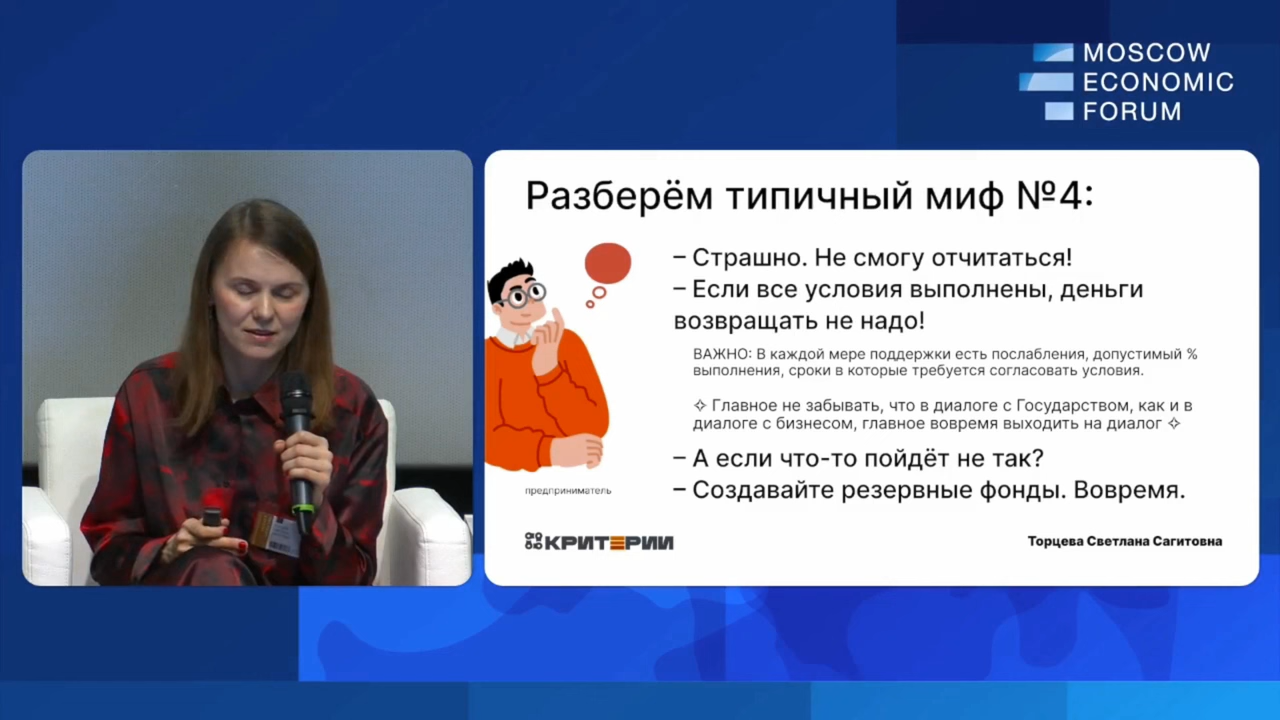 MOSCOW
ECONOMIC
FORUM
Разберём типичный миф №4:
– Страшно. Не смогу отчитаться!
– Если все условия выполнены, деньги
возвращать не надо!
ВАЖНО: В каждой мере поддержки есть послабления, допустимый %
выполнения, сроки в которые требуется согласовать условия.
✧ Главное не забывать, что в диалоге с Государством, как и в
диалоге с бизнесом, главное вовремя выходить на диалог ✧
– А если что-то пойдёт не так?
– Создавайте резервные фонды. Вовремя.
предприниматель
КРИТЕРИИ
Торцева Светлана Сагитовна